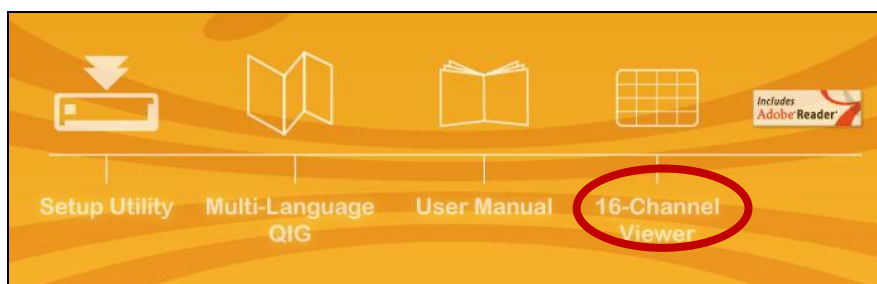 Includes
Adobe Reader
Setup Utility
Multi-Language
QIG
User Manual
16-Channel
Viewer